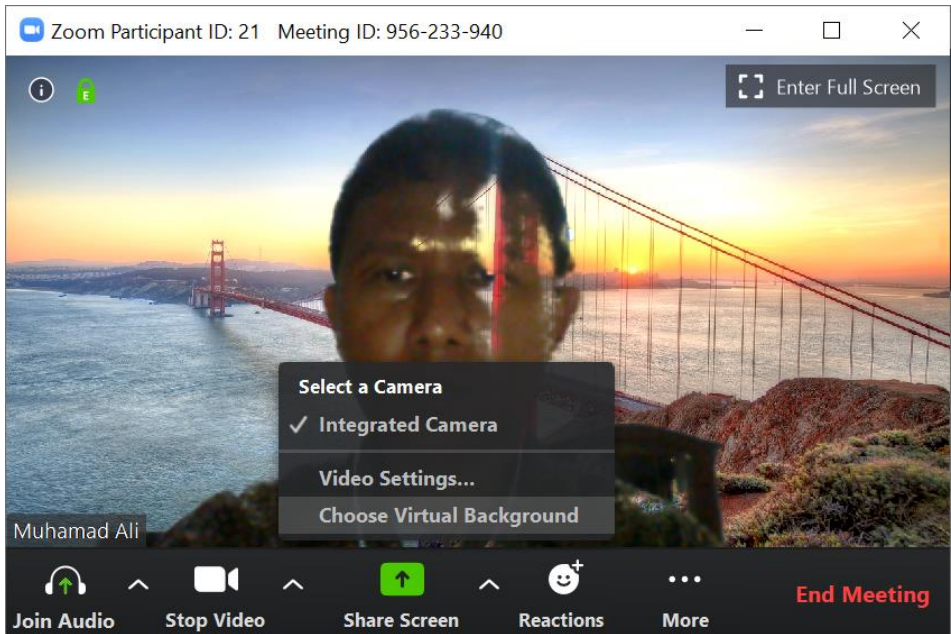 Zoom Participant ID: 21 Meeting ID: 956-233-940
Enter Full Screen
Select a Camera
Integrated Camera
Video Settings...
Choose Virtual Background
Muhamad Ali
Join Audio Stop Video Share Screen Reactions More End Meeting